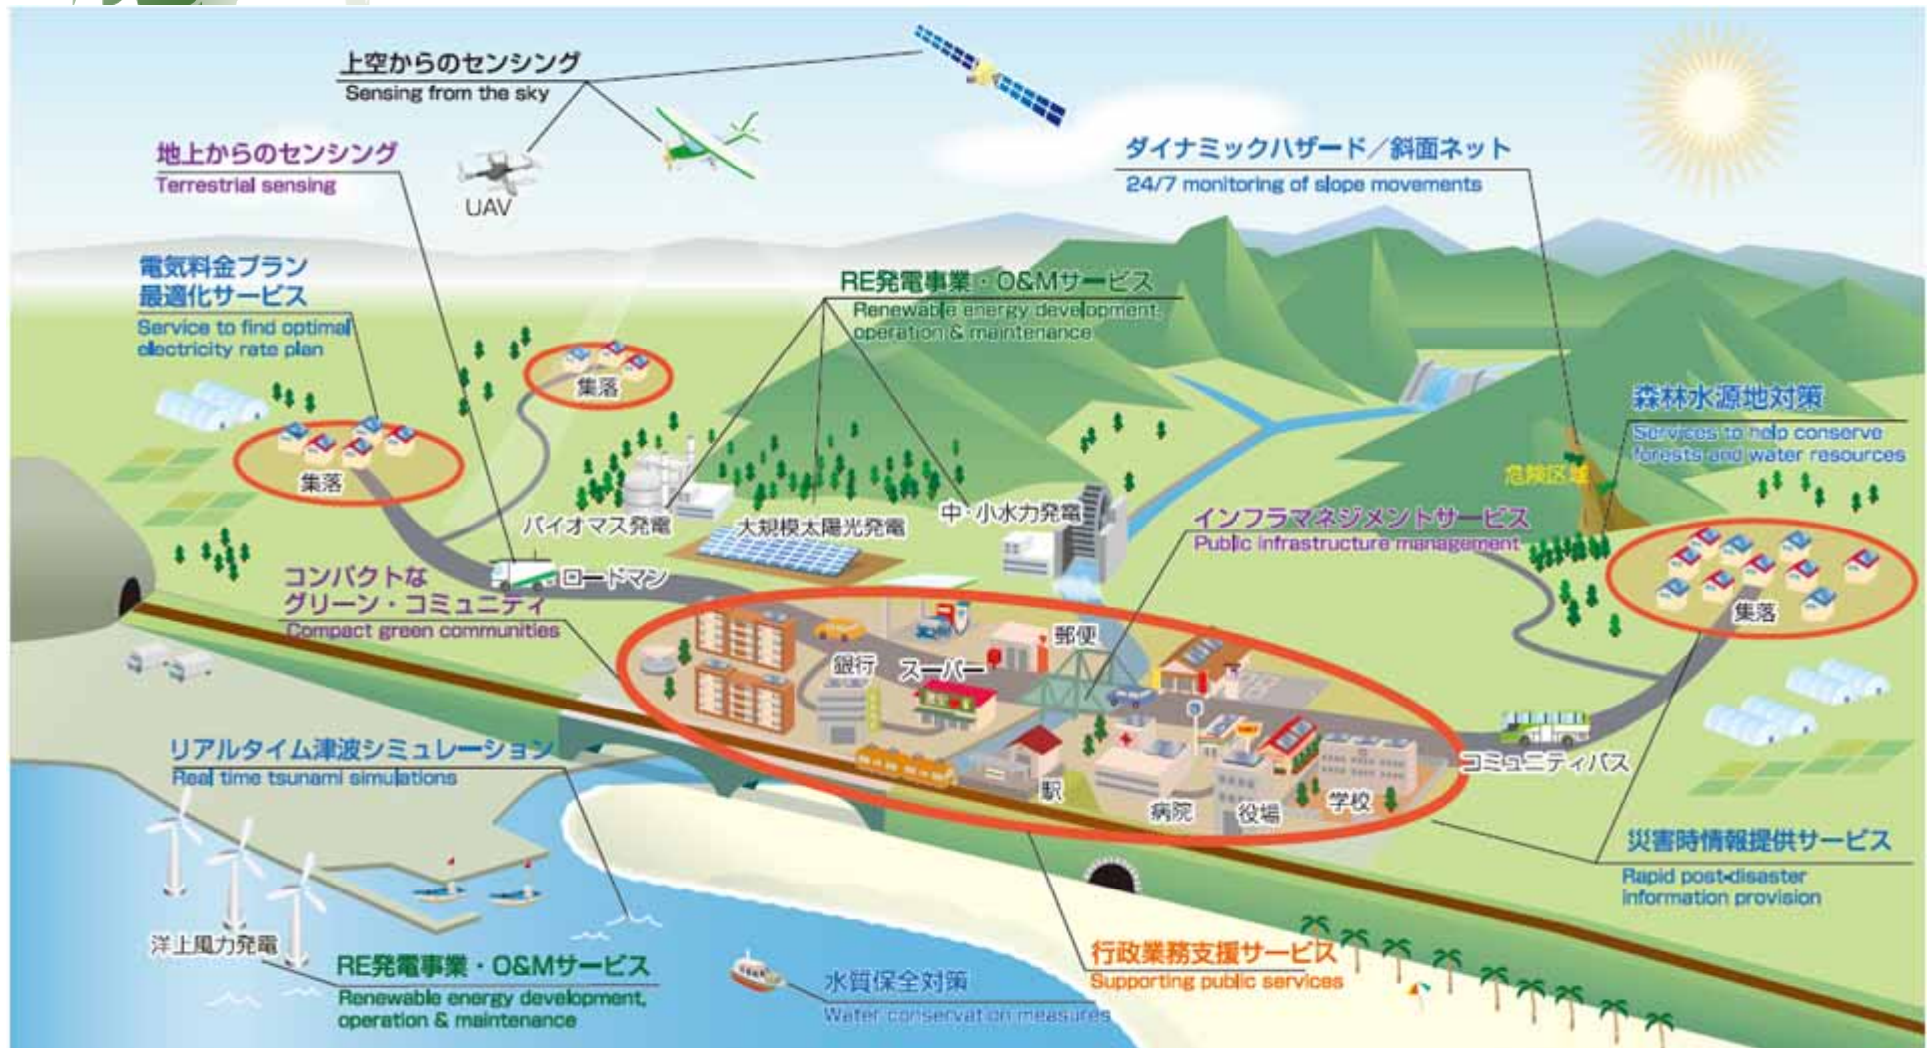 上空からのセンシング
Sensing from the sky
地上からのセンシング
Terrestrial sensing
UAV
ダイナミックハザード／斜面ネット
24/7 monitoring of slope movements
電気料金プラン
最適化サービス
Service to find optimal
electricity rate plan
RE発電事業・O&Mサービス
Renewable energy development,
operation & maintenance
集落
集落
森林水源地対策
Services to help conserve
forests and water resources
危険区域
バイオマス発電
大規模太陽光発電
中・小水力発電
インフラマネジメントサービス
Public infrastructure management
コンパクトな
グリーン・コミュニティ
Compact green communities
ロードマン
集落
郵便
銀行
スーパー
リアルタイム津波シミュレーション
Real time tsunami simulations
駅
病院
役場
学校
コミュニティバス
災害時情報提供サービス
Rapid post-disaster
information provision
洋上風力発電
RE発電事業・O&Mサービス
Renewable energy development,
operation & maintenance
水質保全対策
Water conservation measures
行政業務支援サービス
Supporting public services